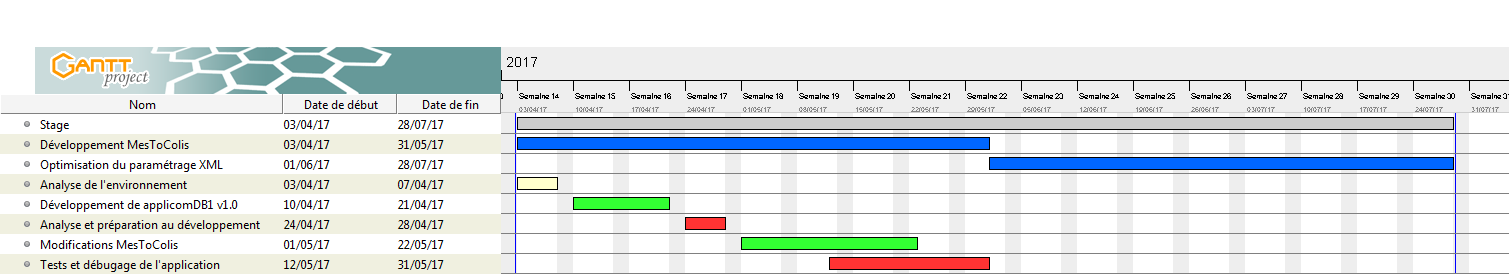 GANTT
project
2017
Semaine 14 Semaine 15 Semaine 16 Semaine 17 Semaine 18 Semaine 19 Semaine 20 Semaine 21 Semaine 22 Semaine 23 Semaine 24 Semaine 25 Semaine 26 Semaine 27 Semaine 28 Semaine 29 Semaine 30 Semaine 31
Nom Date de début Date de fin 03/04/17 10/04/17 17/04/17 24/04/17 01/05/17 08/05/17 15/05/17 22/05/17 29/05/17 05/06/17 12/06/17 19/06/17 26/06/17 03/07/17 10/07/17 17/07/17 24/07/17 31/07/17
Stage 03/04/17 28/07/17
Développement MesToColis 03/04/17 31/05/17
Optimisation du paramétrage XML 01/06/17 28/07/17
Analyse de l'environnement 03/04/17 07/04/17
Développement de applicomDB1 v1.0 10/04/17 21/04/17
Analyse et préparation au développement 24/04/17 28/04/17
Modifications MesToColis 01/05/17 22/05/17
Tests et débugage de l'application 12/05/17 31/05/17